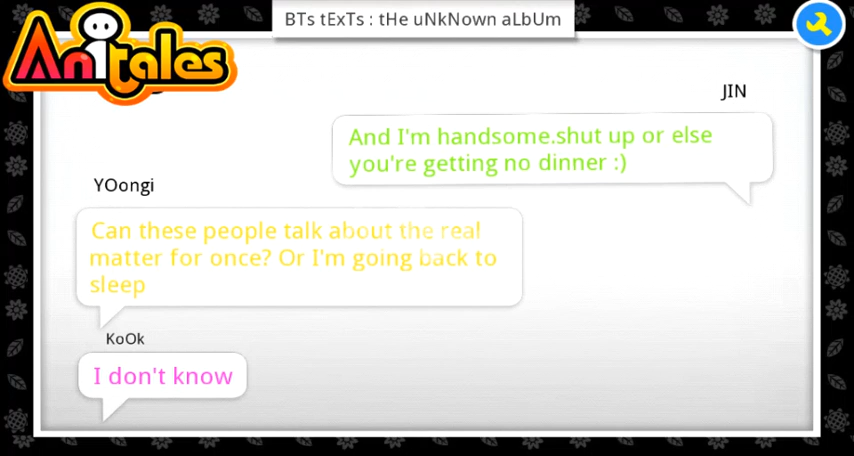 BTs tExTs : tHe uNkNown aLbUm
Anitales
JIN
And I'm handsome.shut up or else
you're getting no dinner :)
YOongi
Can these people talk about the real
matter for once? Or I'm going back to
sleep
KoOk
I don't know